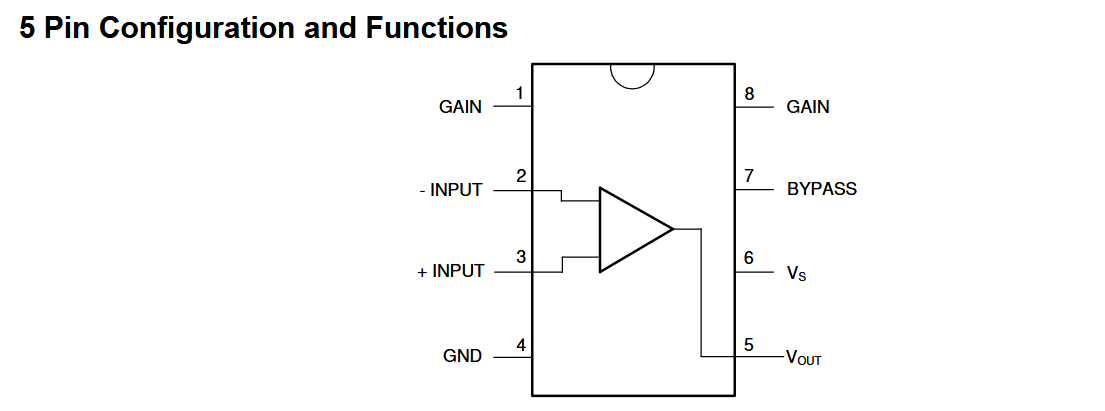 5 Pin Configuration and Functions
GAIN 1 8 GAIN
- INPUT 2 7 BYPASS
+ INPUT 3 6 VS
GND 4 5 VOUT